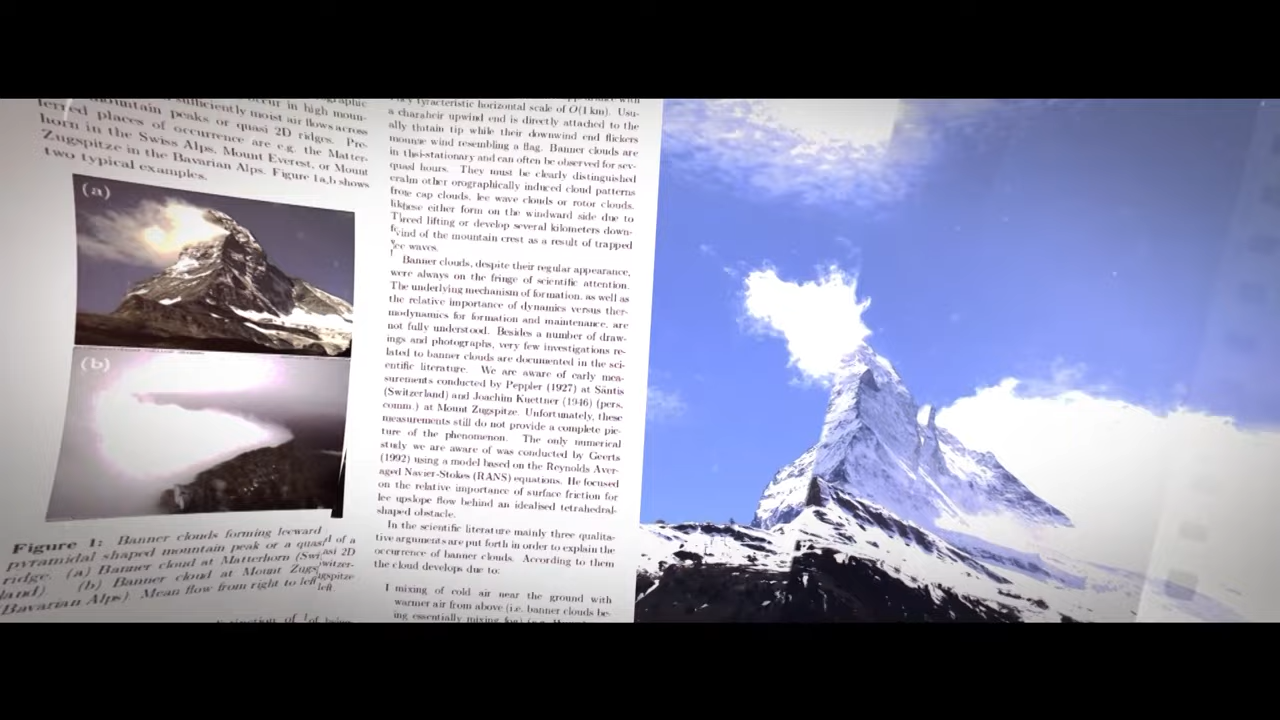 occur in high moun-
sufficiently moist air flows across
mountain peaks or quasi 2D ridges. Pre-
ferred places of occurrence are e.g. the Matter-
horn in the Swiss Alps, Mount Everest, or Mount
Zugspitze in the Bavarian Alps. Figure 1a,b shows
two typical examples.
(a)
(b)
Figure 1: Banner clouds forming leeward of a
pyramidal shaped mountain peak or a quasi 2D
ridge. (a) Banner cloud at Matterhorn (Switzer-
land) (b) Banner cloud at Mount Zugspitze
(Bavarian Alps). Mean flow from right to left
horizontal scale of O(1km). Usu-
upwind end is directly attached to the
tip while their downwind end flickers
wind resembling a flag. Banner clouds are
and can often be observed for sev-
hours. They must be clearly distinguished
other orographically induced cloud patterns
cap clouds, lee wave clouds or rotor clouds.
either form on the windward side due to
lifting or develop several kilometers down-
wind of the mountain crest as a result of trapped
lee waves.
Banner clouds, despite their regular appearance,
were always on the fringe of scientific attention.
The underlying mechanism of formation, as well as
the relative importance of dynamics versus ther-
modynamics for formation and maintenance, are
not fully understood. Besides a number of draw-
ings and photographs, very few investigations re-
lated to banner clouds are documented in the sci-
entific literature. We are aware of early mea-
surements conducted by Peppler (1927) at Säntis
(Switzerland) and Joachim Kuettner (1946) (pers.
comm.) at Mount Zugspitze. Unfortunately, these
measurements still do not provide a complete pic-
ture of the phenomenon. The only numerical
study we are aware of was conducted by Geerts
(1992) using a model based on the Reynolds Aver-
aged Navier-Stokes (RANS) equations. He focused
on the relative importance of surface friction for
lee upslope flow behind an idealised tetrahedral-
shaped obstacle.
In the scientific literature mainly three qualita-
tive arguments are put forth in order to explain the
occurrence of banner clouds. According to them
the cloud develops due to:
I mixing of cold air near the ground with
warmer air from above (i.e. banner clouds be-
ing essentially mixing fog)